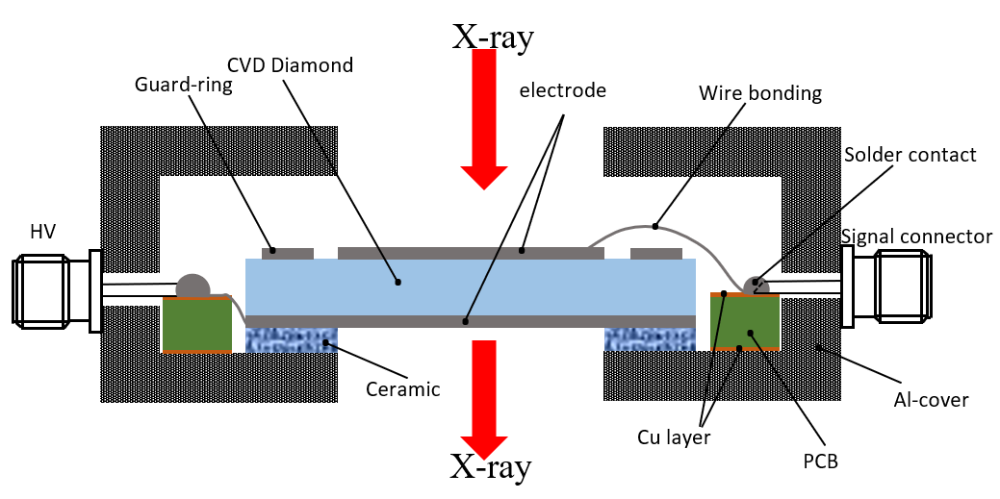 X-ray
CVD Diamond
Guard-ring
electrode
Wire bonding
Solder contact
HV
Signal connector
Ceramic
Al-cover
Cu layer
PCB
X-ray